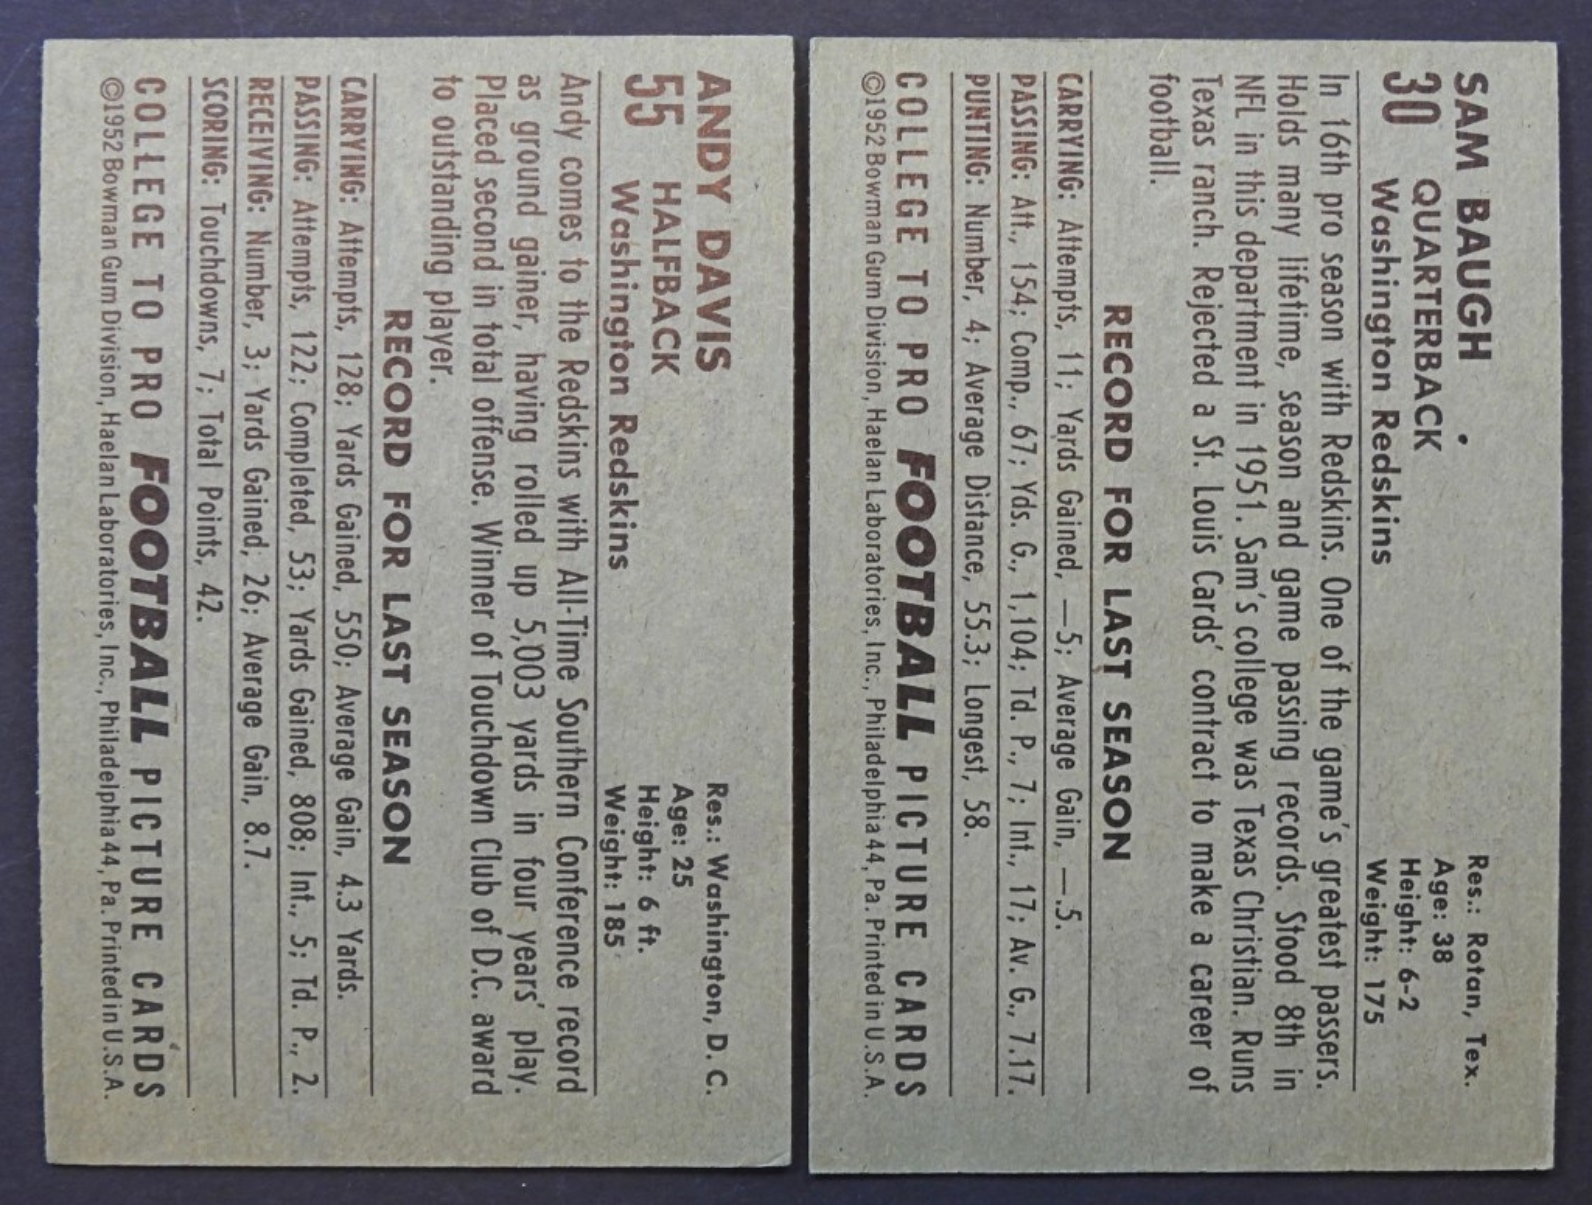 SAM BAUGH
30 QUARTERBACK
Washington Redskins
Res.: Rotan, Tex.
Age: 38
Height: 6-2
Weight: 175
In 16th pro season with Redskins. One of the game's greatest passers.
Holds many lifetime, season and game passing records. Stood 8th in
NFL in this department in 1951. Sam's college was Texas Christian. Runs
Texas ranch. Rejected a St. Louis Cards' contract to make a career of
football.
RECORD FOR LAST SEASON
CARRYING: Attempts, 11; Yards Gained, —5; Average Gain, —.5.
PASSING: Att., 154; Comp., 67; Yds. G., 1,104; Td. P., 7; Int., 17; Av. G., 7.17.
PUNTING: Number, 4; Average Distance, 55.3; Longest, 58.
COLLEGE TO PRO FOOTBALL PICTURE CARDS
©1952 Bowman Gum Division, Haelan Laboratories, Inc., Philadelphia 44, Pa. Printed in U.S.A.
ANDY DAVIS
55 HALFBACK
Washington Redskins
Res.: Washington, D. C.
Age: 25
Height: 6 ft.
Weight: 185
Andy comes to the Redskins with All-Time Southern Conference record
as ground gainer, having rolled up 5,003 yards in four years' play.
Placed second in total offense. Winner of Touchdown Club of D.C. award
to outstanding player.
RECORD FOR LAST SEASON
CARRYING: Attempts, 128; Yards Gained, 550; Average Gain, 4.3 Yards.
PASSING: Attempts, 122; Completed, 53; Yards Gained, 808; Int., 5; Td. P., 2.
RECEIVING: Number, 3; Yards Gained, 26; Average Gain, 8.7.
SCORING: Touchdowns, 7; Total Points, 42.
COLLEGE TO PRO FOOTBALL PICTURE CARDS
©1952 Bowman Gum Division, Haelan Laboratories, Inc., Philadelphia 44, Pa. Printed in U.S.A.